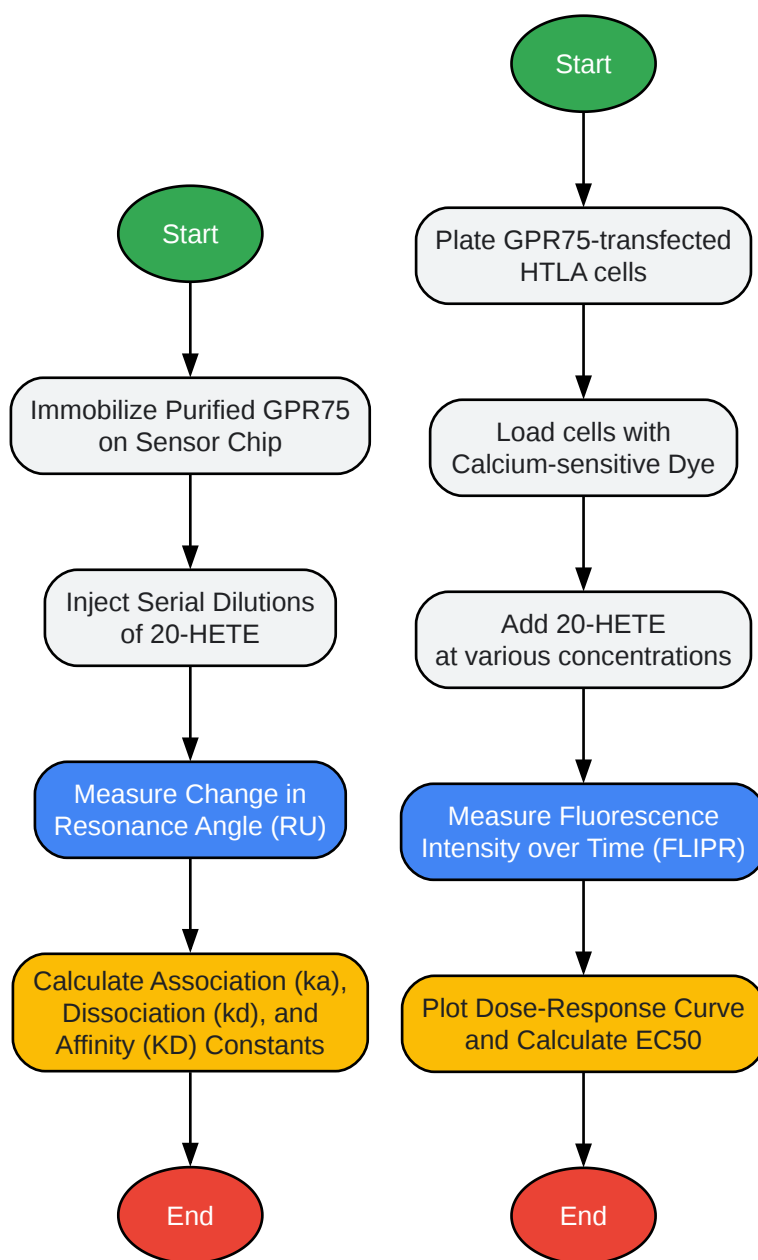 Start
Immobilize Purified GPR75
on Sensor Chip
Inject Serial Dilutions
of 20-HETE
Measure Change in
Resonance Angle (RU)
Calculate Association (ka),
Dissociation (kd), and
Affinity (KD) Constants
End
Start
Plate GPR75-transfected
HTLA cells
Load cells with
Calcium-sensitive Dye
Add 20-HETE
at various concentrations
Measure Fluorescence
Intensity over Time (FLIPR)
Plot Dose-Response Curve
and Calculate EC50
End